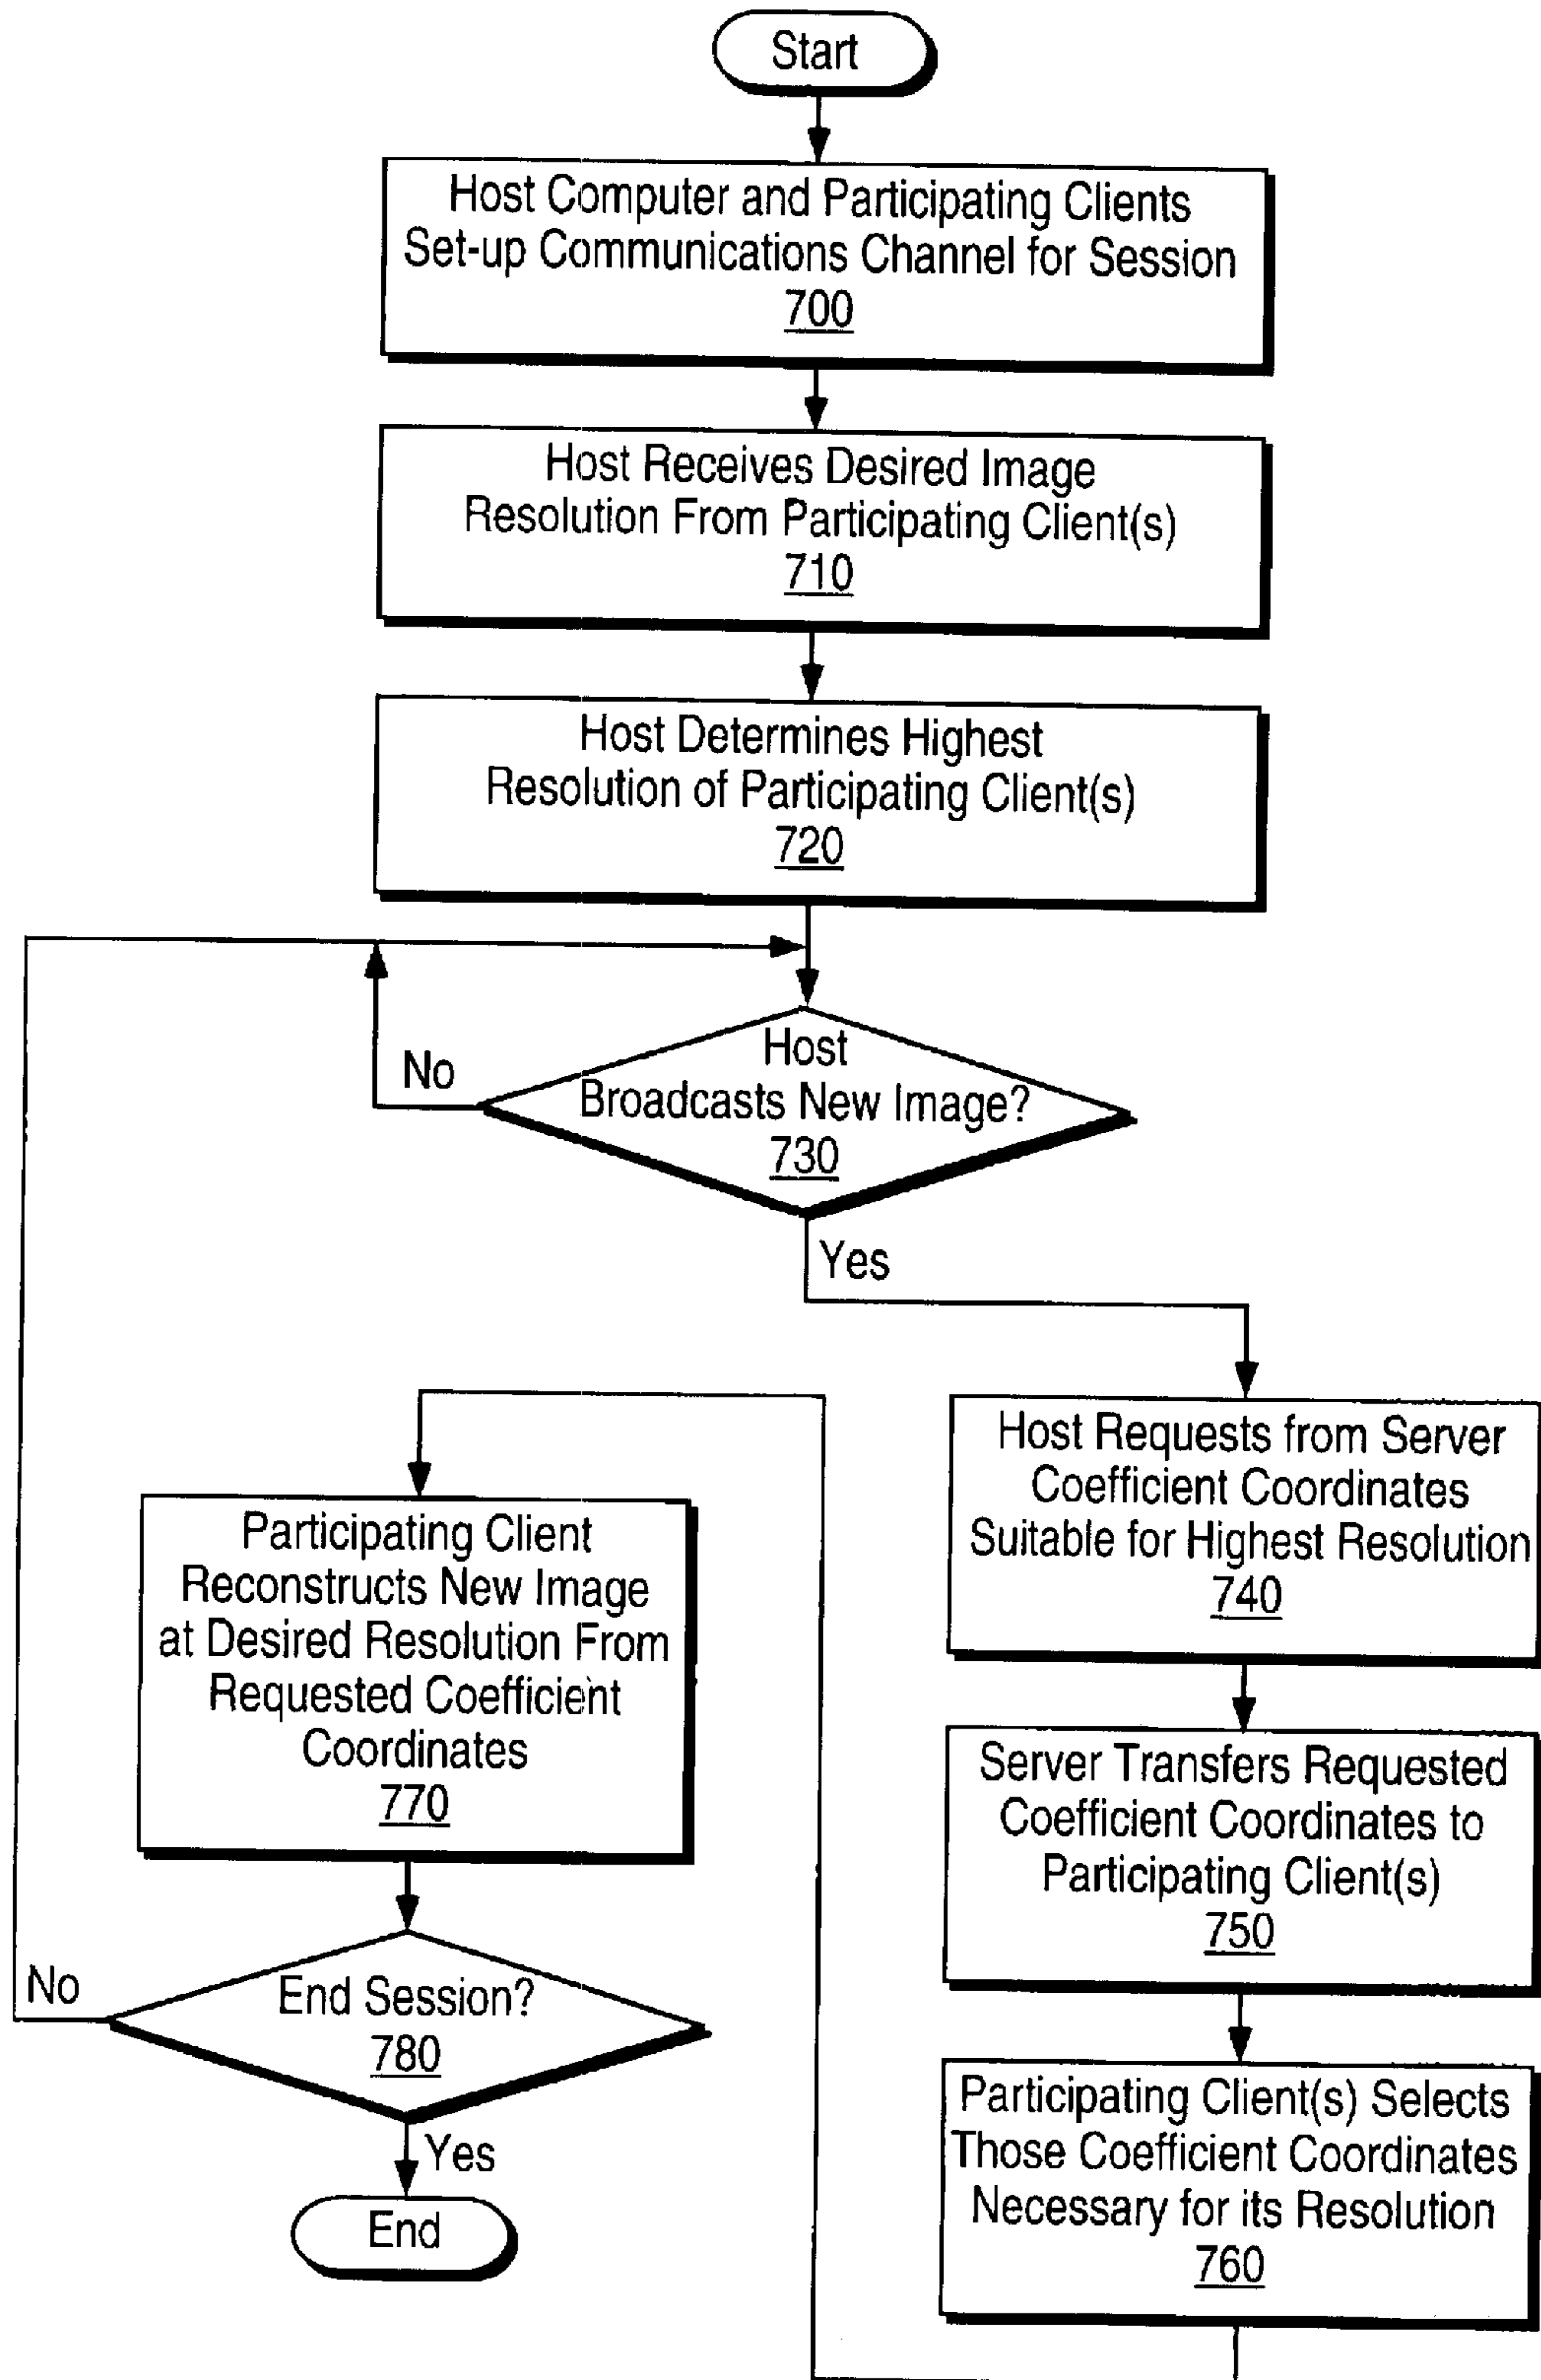 Start
Host Computer and Participating Clients
Set-up Communications Channel for Session
700
Host Receives Desired Image
Resolution From Participating Client(s)
710
Host Determines Highest
Resolution of Participating Client(s)
720
Host
Broadcasts New Image?
730
No
Yes
Host Requests from Server
Coefficient Coordinates
Suitable for Highest Resolution
740
Server Transfers Requested
Coefficient Coordinates to
Participating Client(s)
750
Participating Client(s) Selects
Those Coefficient Coordinates
Necessary for its Resolution
760
Participating Client
Reconstructs New Image
at Desired Resolution From
Requested Coefficient
Coordinates
770
End Session?
780
No
Yes
End